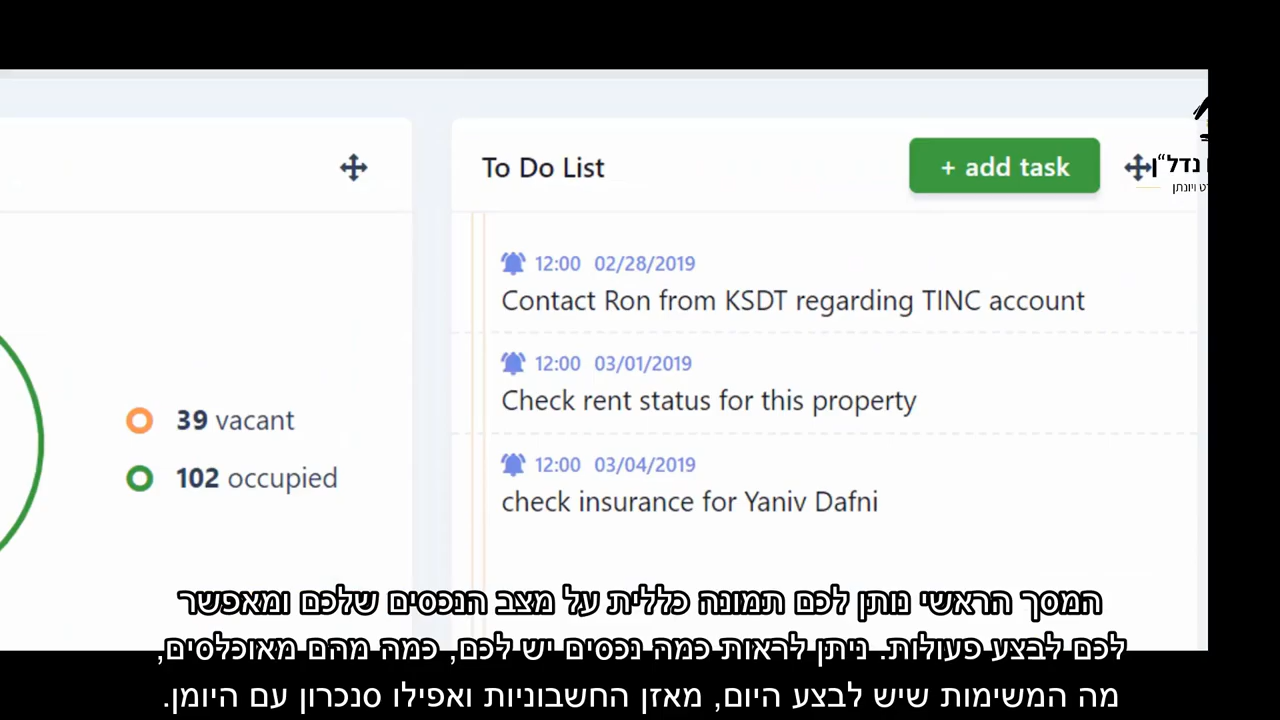 To Do List
+ add task
נדל"ן
ויונתן
12:00 02/28/2019
Contact Ron from KSDT regarding TINC account
12:00 03/01/2019
Check rent status for this property
12:00 03/04/2019
check insurance for Yaniv Dafni
39 vacant
102 occupied
המסך הראשי נותן לכם תמונה כללית על מצב הנכסים שלכם ומאפשר
לכם לבצע פעולות. ניתן לראות כמה נכסים יש לכם, כמה מהם מאוכלסים,
מה המשימות שיש לבצע היום, מאזן החשבוניות ואפילו סנכרון עם היומן.